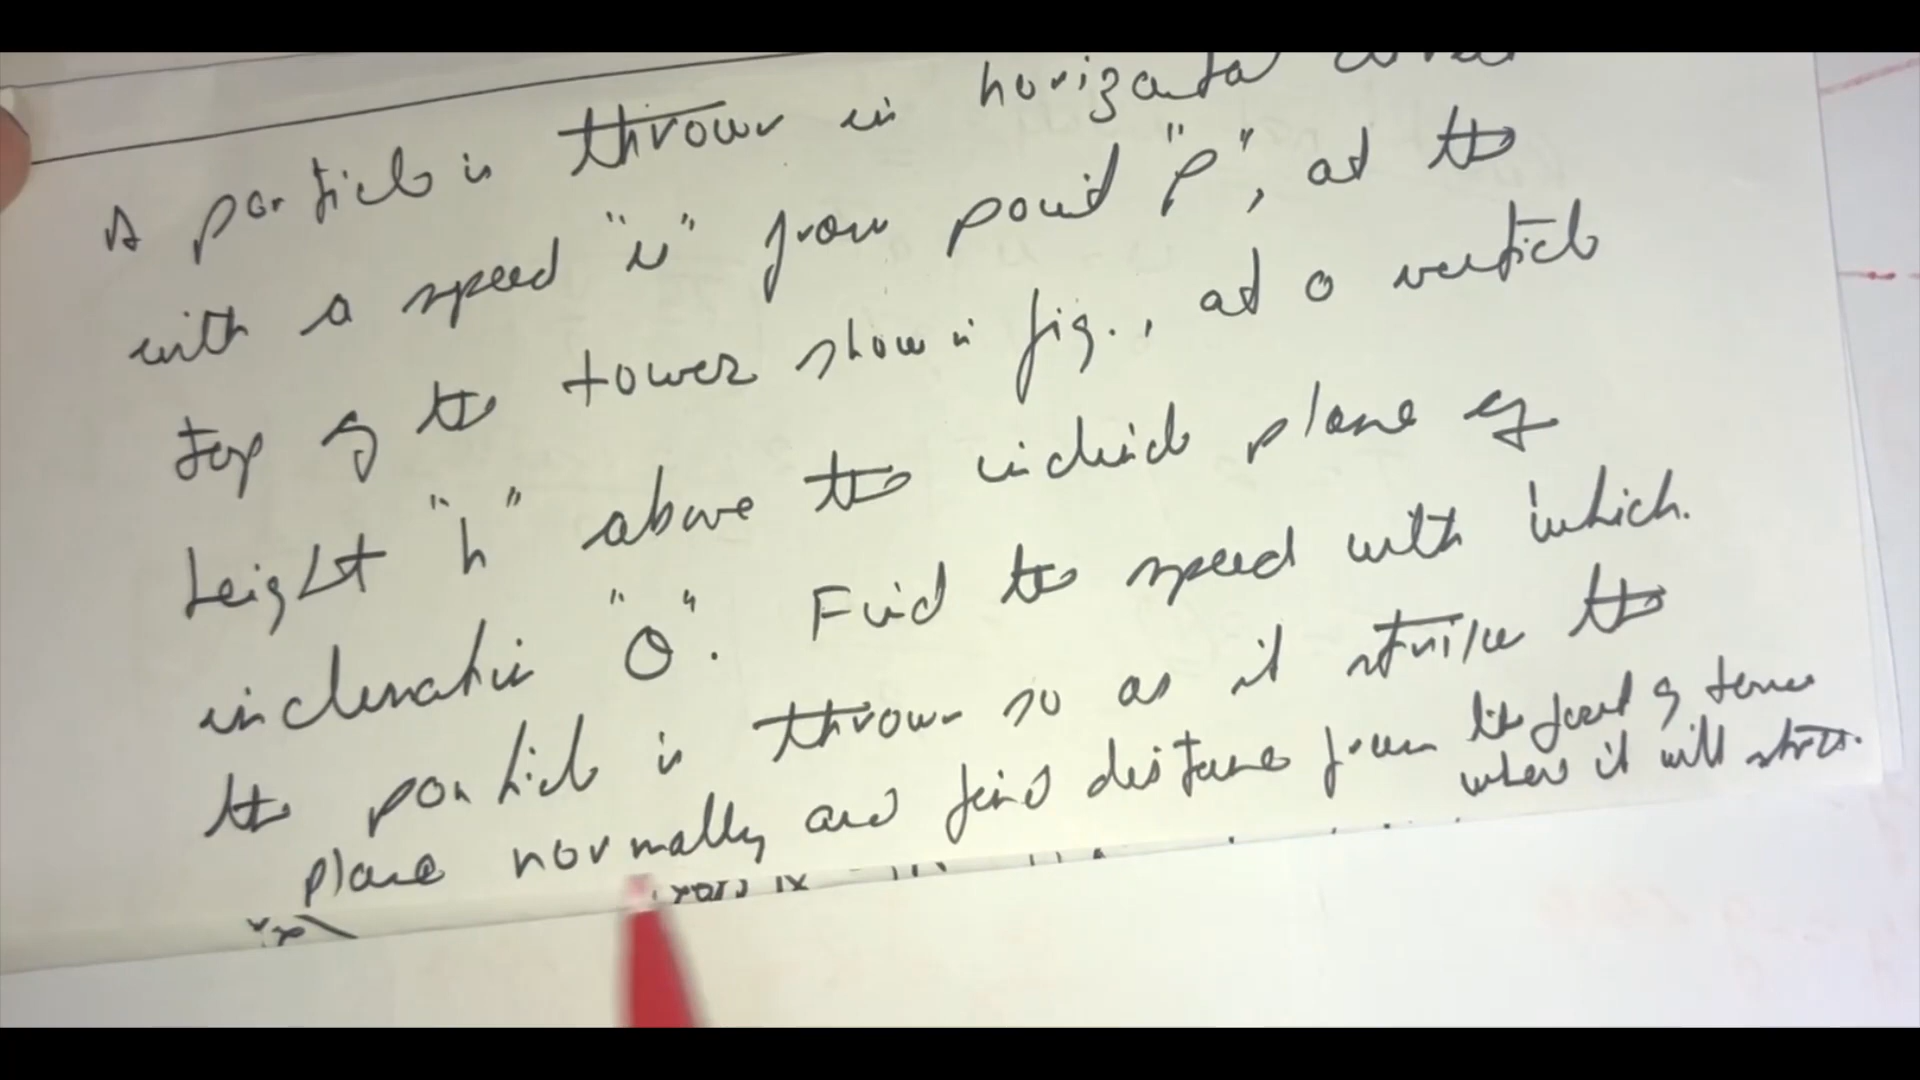 A particle is thrown in horizontal
with a speed "u" from point "P", at the
top of the tower shown in fig., at a verticle
height "h" above the inclined plane of
inclination "θ". Find the speed with which
the particle is thrown so as it strike the
plane normally and find distance from the foot of tower
where it will strike.